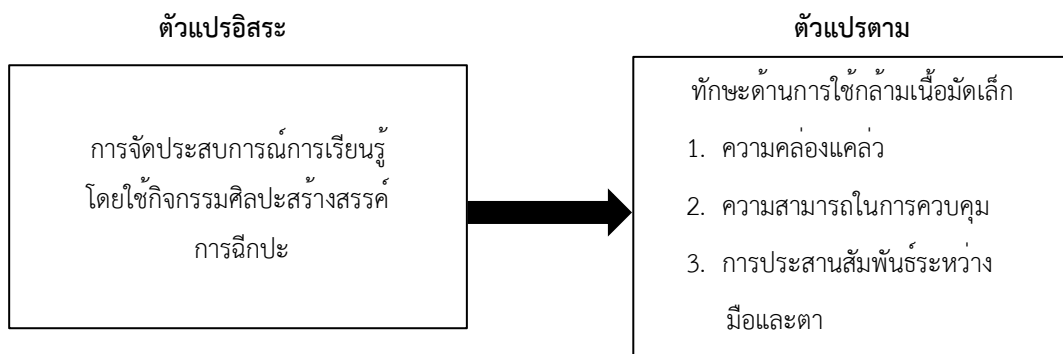 ตัวแปรอิสระ
การจัดประสบการณ์การเรียนรู้
โดยใช้กิจกรรมศิลปะสร้างสรรค์
การฉีกปะ
ตัวแปรตาม
ทักษะด้านการใช้กล้ามเนื้อมัดเล็ก
1. ความคล่องแคล่ว
2. ความสามารถในการควบคุม
3. การประสานสัมพันธ์ระหว่าง
มือและตา